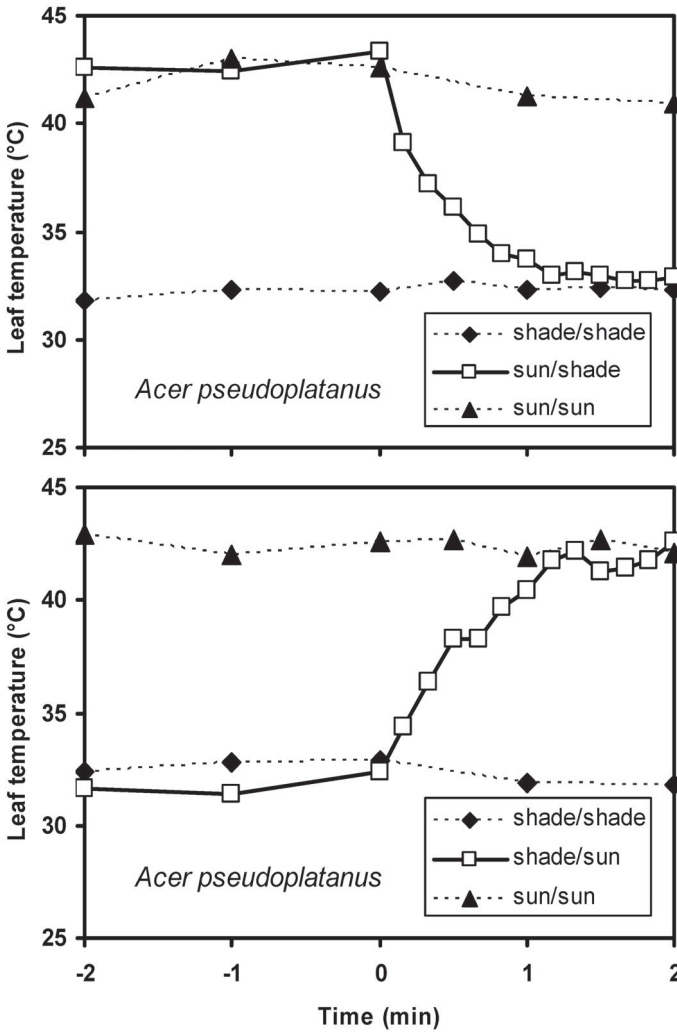 45
40
35
30
25
Leaf temperature (°C)
Acer pseudoplatanus
shade/shade
sun/shade
sun/sun
45
40
35
30
25
Leaf temperature (°C)
Acer pseudoplatanus
shade/shade
shade/sun
sun/sun
-2 -1 0 1 2
Time (min)